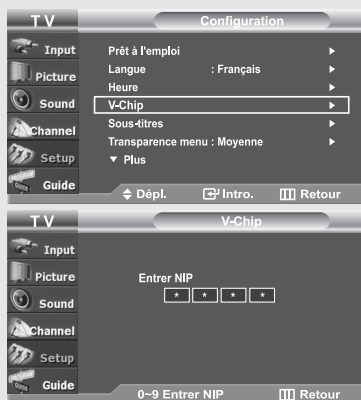 TV Configuration
Input
Picture
Sound
Channel
Setup
Guide
Prêt à l'emploi
Langue : Français
Heure
V-Chip
Sous-titres
Transparence menu : Moyenne
Plus
Dépl. Intro. Retour
TV V-Chip
Input
Picture
Sound
Channel
Setup
Guide
Entrer NIP
* * * *
0~9 Entrer NIP Retour